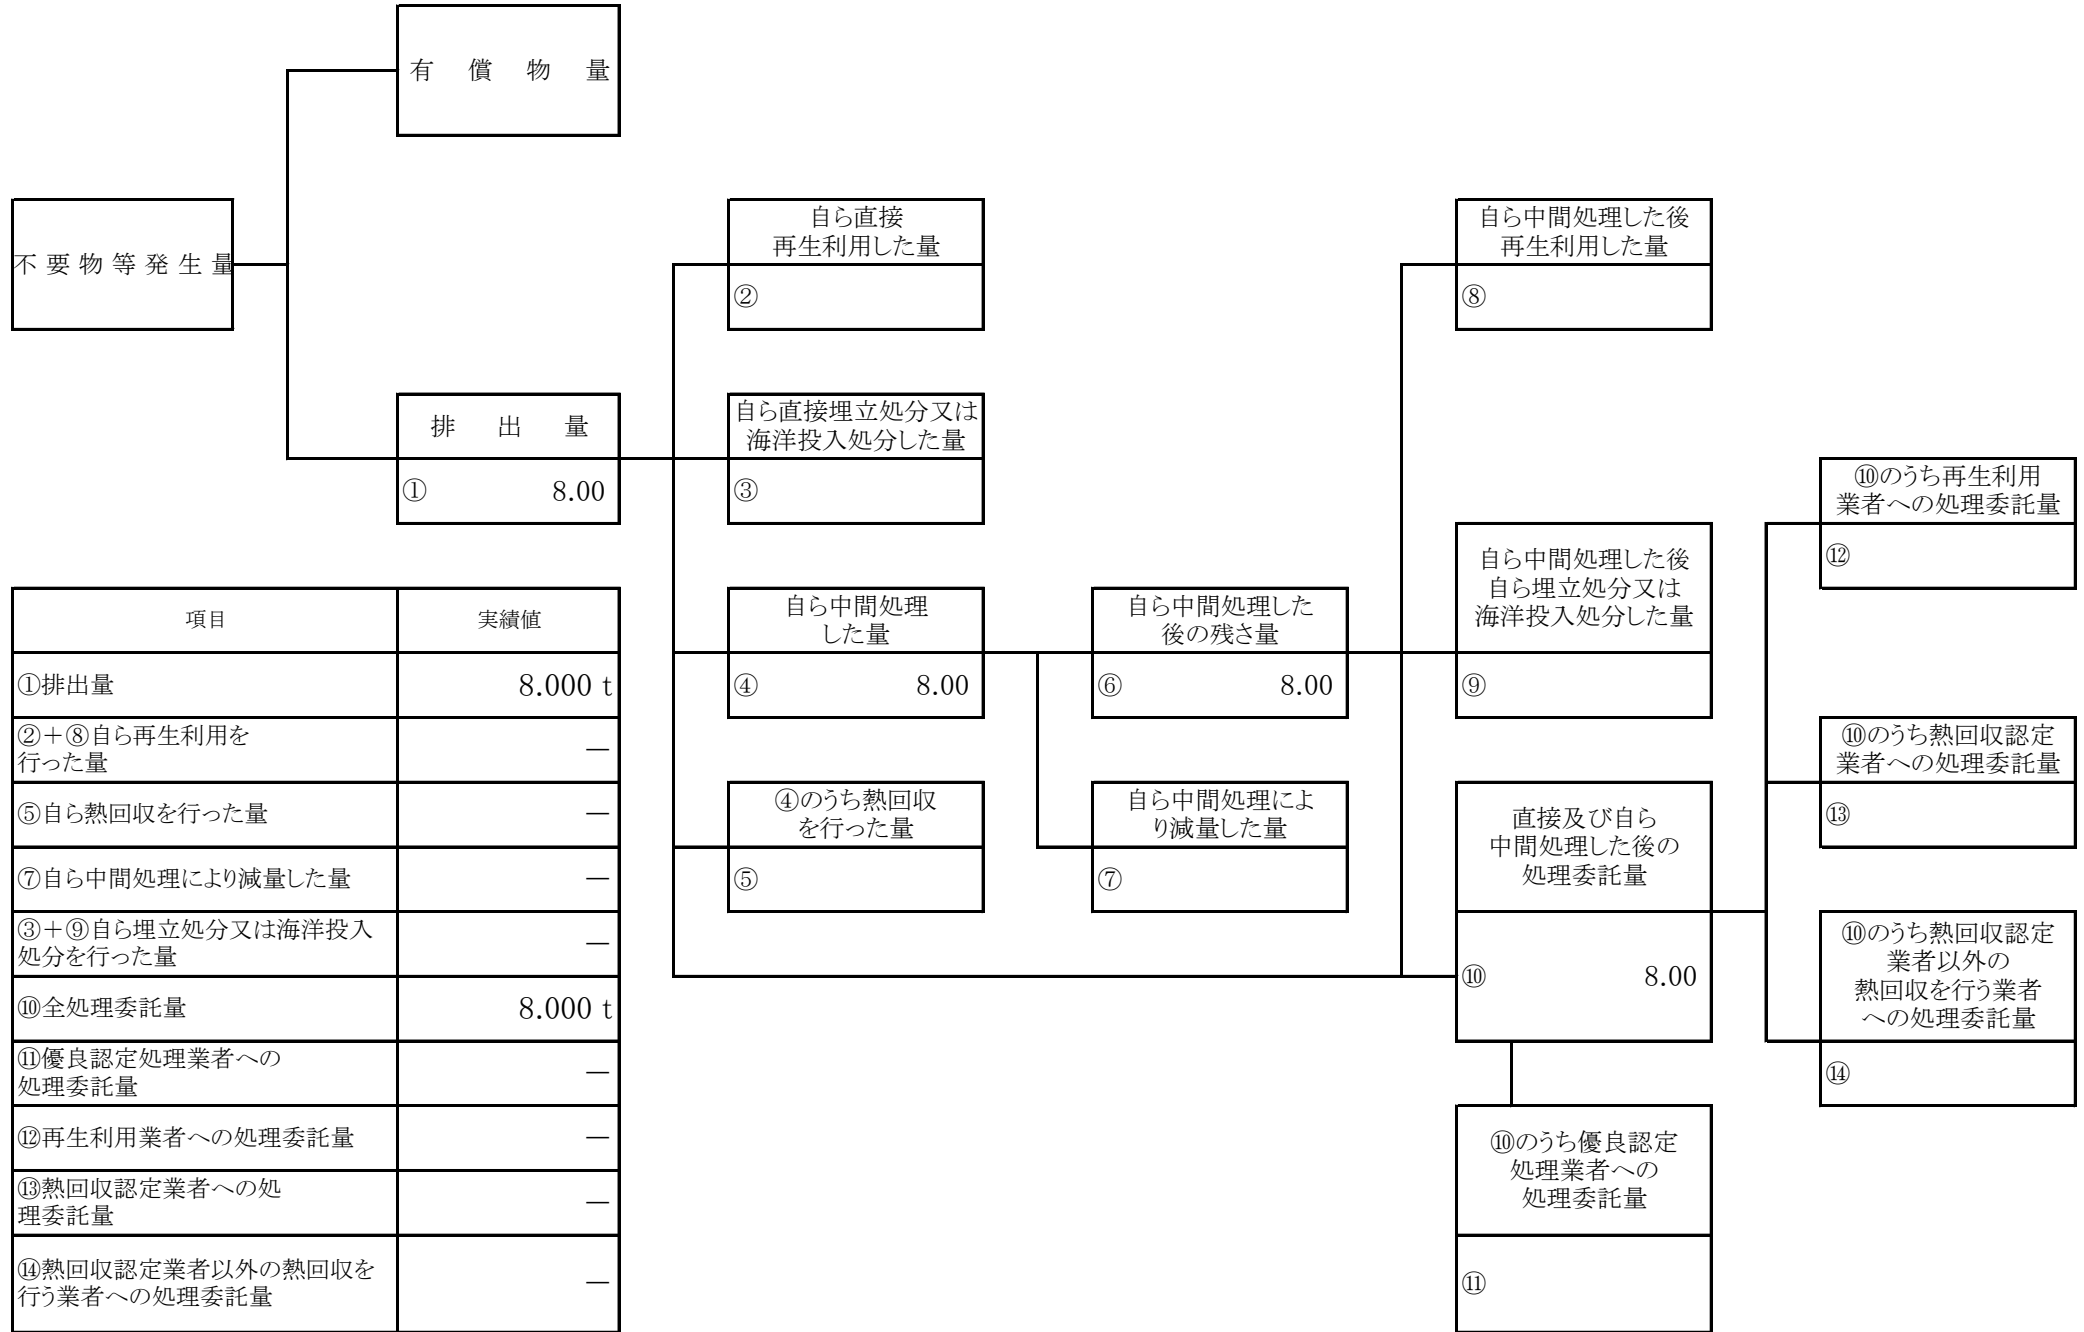 有償物量
不要物等発生量
自ら直接
再生利用した量
②
自ら中間処理した後
再生利用した量
⑧
排出量
① 8.00
自ら直接埋立処分又は
海洋投入処分した量
③
⑩のうち再生利用
業者への処理委託量
⑫
自ら中間処理した後
自ら埋立処分又は
海洋投入処分した量
⑨
自ら中間処理
した量
④ 8.00
自ら中間処理した
後の残さ量
⑥ 8.00
④のうち熱回収
を行った量
⑤
自ら中間処理によ
り減量した量
⑦
直接及び自ら
中間処理した後の
処理委託量
⑩ 8.00
⑩のうち熱回収認定
業者への処理委託量
⑬
⑩のうち熱回収認定
業者以外の
熱回収を行う業者
への処理委託量
⑭
⑩のうち優良認定
処理業者への
処理委託量
⑪
項目 実績値
①排出量 8.000 t
②+⑧自ら再生利用を
行った量 ―
⑤自ら熱回収を行った量 ―
⑦自ら中間処理により減量した量 ―
③+⑨自ら埋立処分又は海洋投入
処分を行った量 ―
⑩全処理委託量 8.000 t
⑪優良認定処理業者への
処理委託量 ―
⑫再生利用業者への処理委託量 ―
⑬熱回収認定業者への処
理委託量 ―
⑭熱回収認定業者以外の熱回収を
行う業者への処理委託量 ―